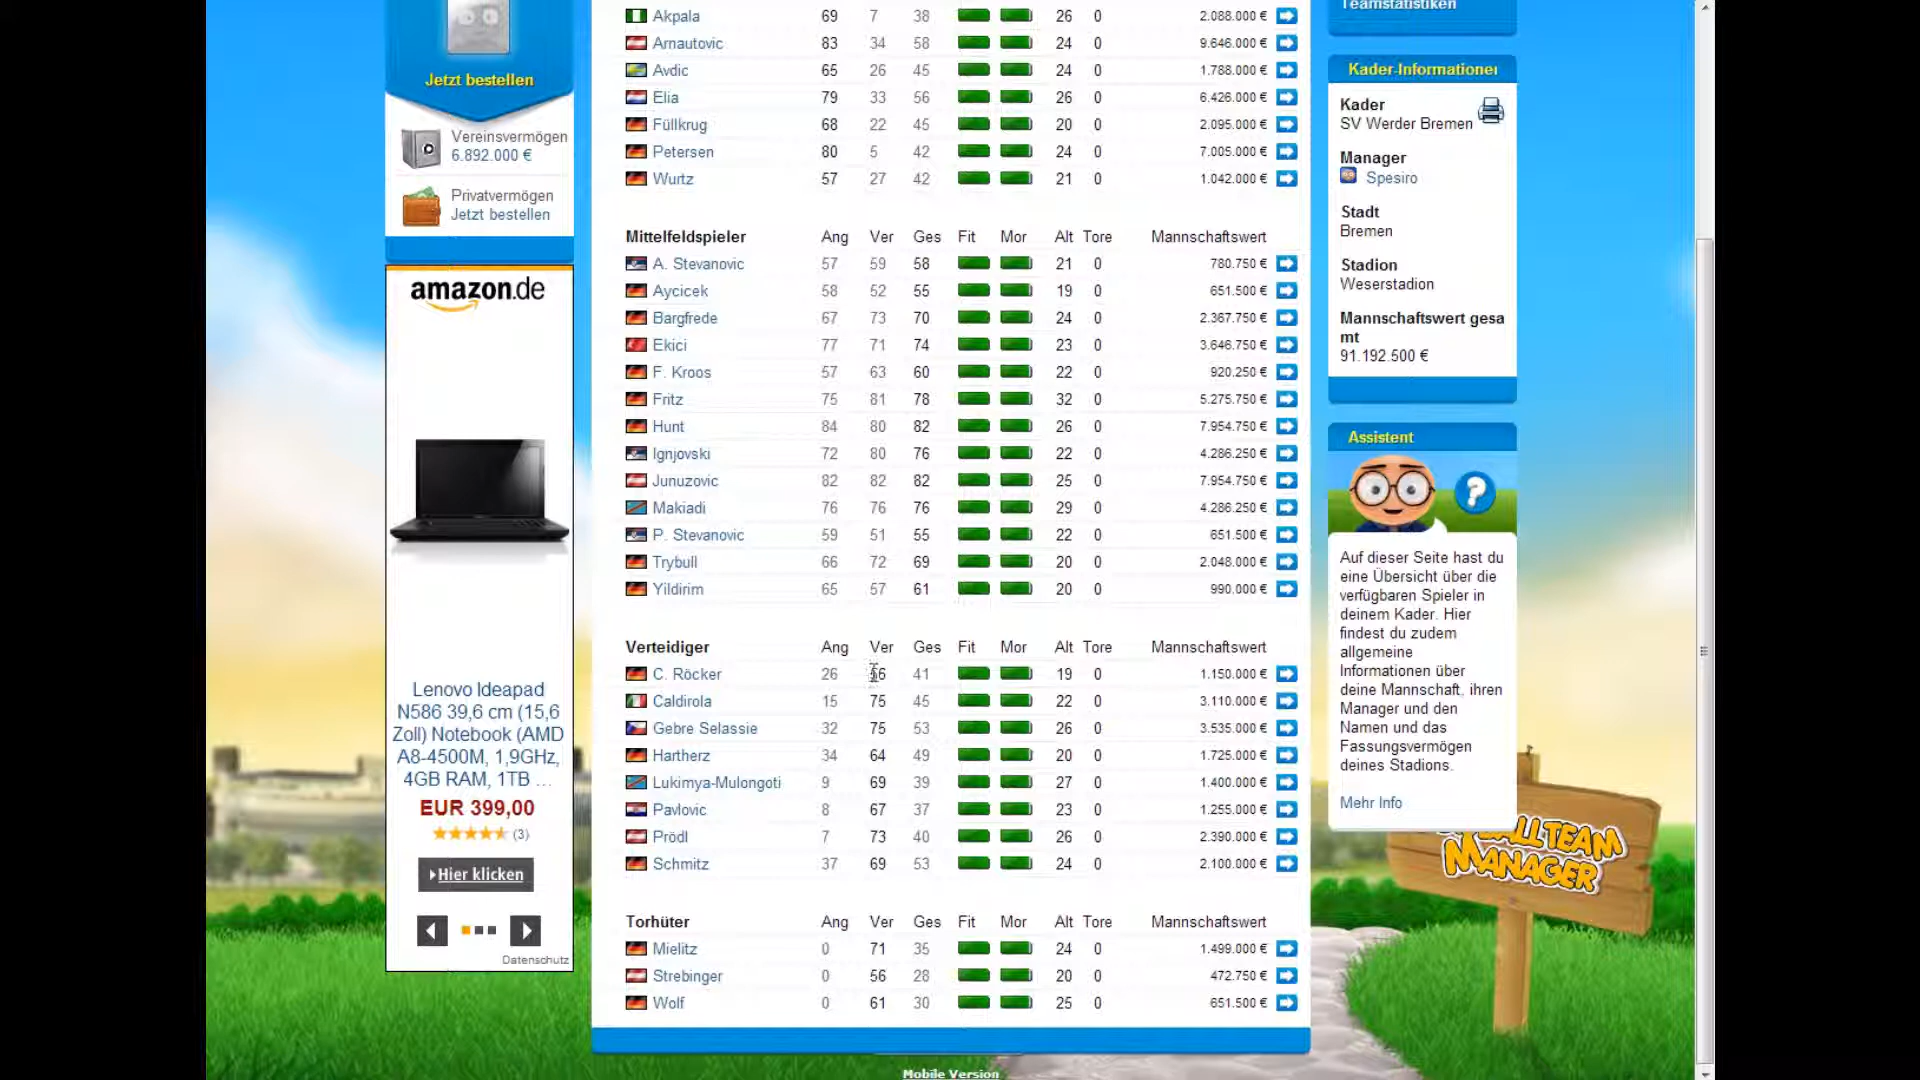 Jetzt bestellen
Vereinsvermögen
6.892.000 €
Privatvermögen
Jetzt bestellen
amazon.de
Lenovo Ideapad
N586 39,6 cm (15,6
Zoll) Notebook (AMD
A8-4500M, 1,9GHz,
4GB RAM, 1TB ...
EUR 399,00
(3)
Hier klicken
Datenschutz
Akpala 69 7 38 26 0 2.088.000 €
Arnautovic 83 34 58 24 0 9.646.000 €
Avdic 65 26 45 24 0 1.788.000 €
Elia 79 33 56 26 0 6.426.000 €
Füllkrug 68 22 45 20 0 2.095.000 €
Petersen 80 5 42 24 0 7.005.000 €
Wurtz 57 27 42 21 0 1.042.000 €
Mittelfeldspieler Ang Ver Ges Fit Mor Alt Tore Mannschaftswert
A. Stevanovic 57 59 58 21 0 780.750 €
Aycicek 58 52 55 19 0 651.500 €
Bargfrede 67 73 70 24 0 2.367.750 €
Ekici 77 71 74 23 0 3.646.750 €
F. Kroos 57 63 60 22 0 920.250 €
Fritz 75 81 78 32 0 5.275.750 €
Hunt 84 80 82 26 0 7.954.750 €
Ignjovski 72 80 76 22 0 4.286.250 €
Junuzovic 82 82 82 25 0 7.954.750 €
Makiadi 76 76 76 29 0 4.286.250 €
P. Stevanovic 59 51 55 22 0 651.500 €
Trybull 66 72 69 20 0 2.048.000 €
Yildirim 65 57 61 20 0 990.000 €
Verteidiger Ang Ver Ges Fit Mor Alt Tore Mannschaftswert
C. Röcker 26 41 19 0 1.150.000 €
Caldirola 15 75 45 22 0 3.110.000 €
Gebre Selassie 32 75 53 26 0 3.535.000 €
Hartherz 34 64 49 20 0 1.725.000 €
Lukimya-Mulongoti 9 69 39 27 0 1.400.000 €
Pavlovic 8 67 37 23 0 1.255.000 €
Prödl 7 73 40 26 0 2.390.000 €
Schmitz 37 69 53 24 0 2.100.000 €
Torhüter Ang Ver Ges Fit Mor Alt Tore Mannschaftswert
Mielitz 0 71 35 24 0 1.499.000 €
Strebinger 0 56 28 20 0 472.750 €
Wolf 0 61 30 25 0 651.500 €
Mobile Version
Teamstatistiken
Kader-Informationen
Kader
SV Werder Bremen
Manager
Spesiro
Stadt
Bremen
Stadion
Weserstadion
Mannschaftswert gesa
mt
91.192.500 €
Assistent
?
Auf dieser Seite hast du
eine Übersicht über die
verfügbaren Spieler in
deinem Kader. Hier
findest du zudem
allgemeine
Informationen über
deine Mannschaft, ihren
Manager und den
Namen und das
Fassungsvermögen
deines Stadions.
Mehr Info
MANAGER